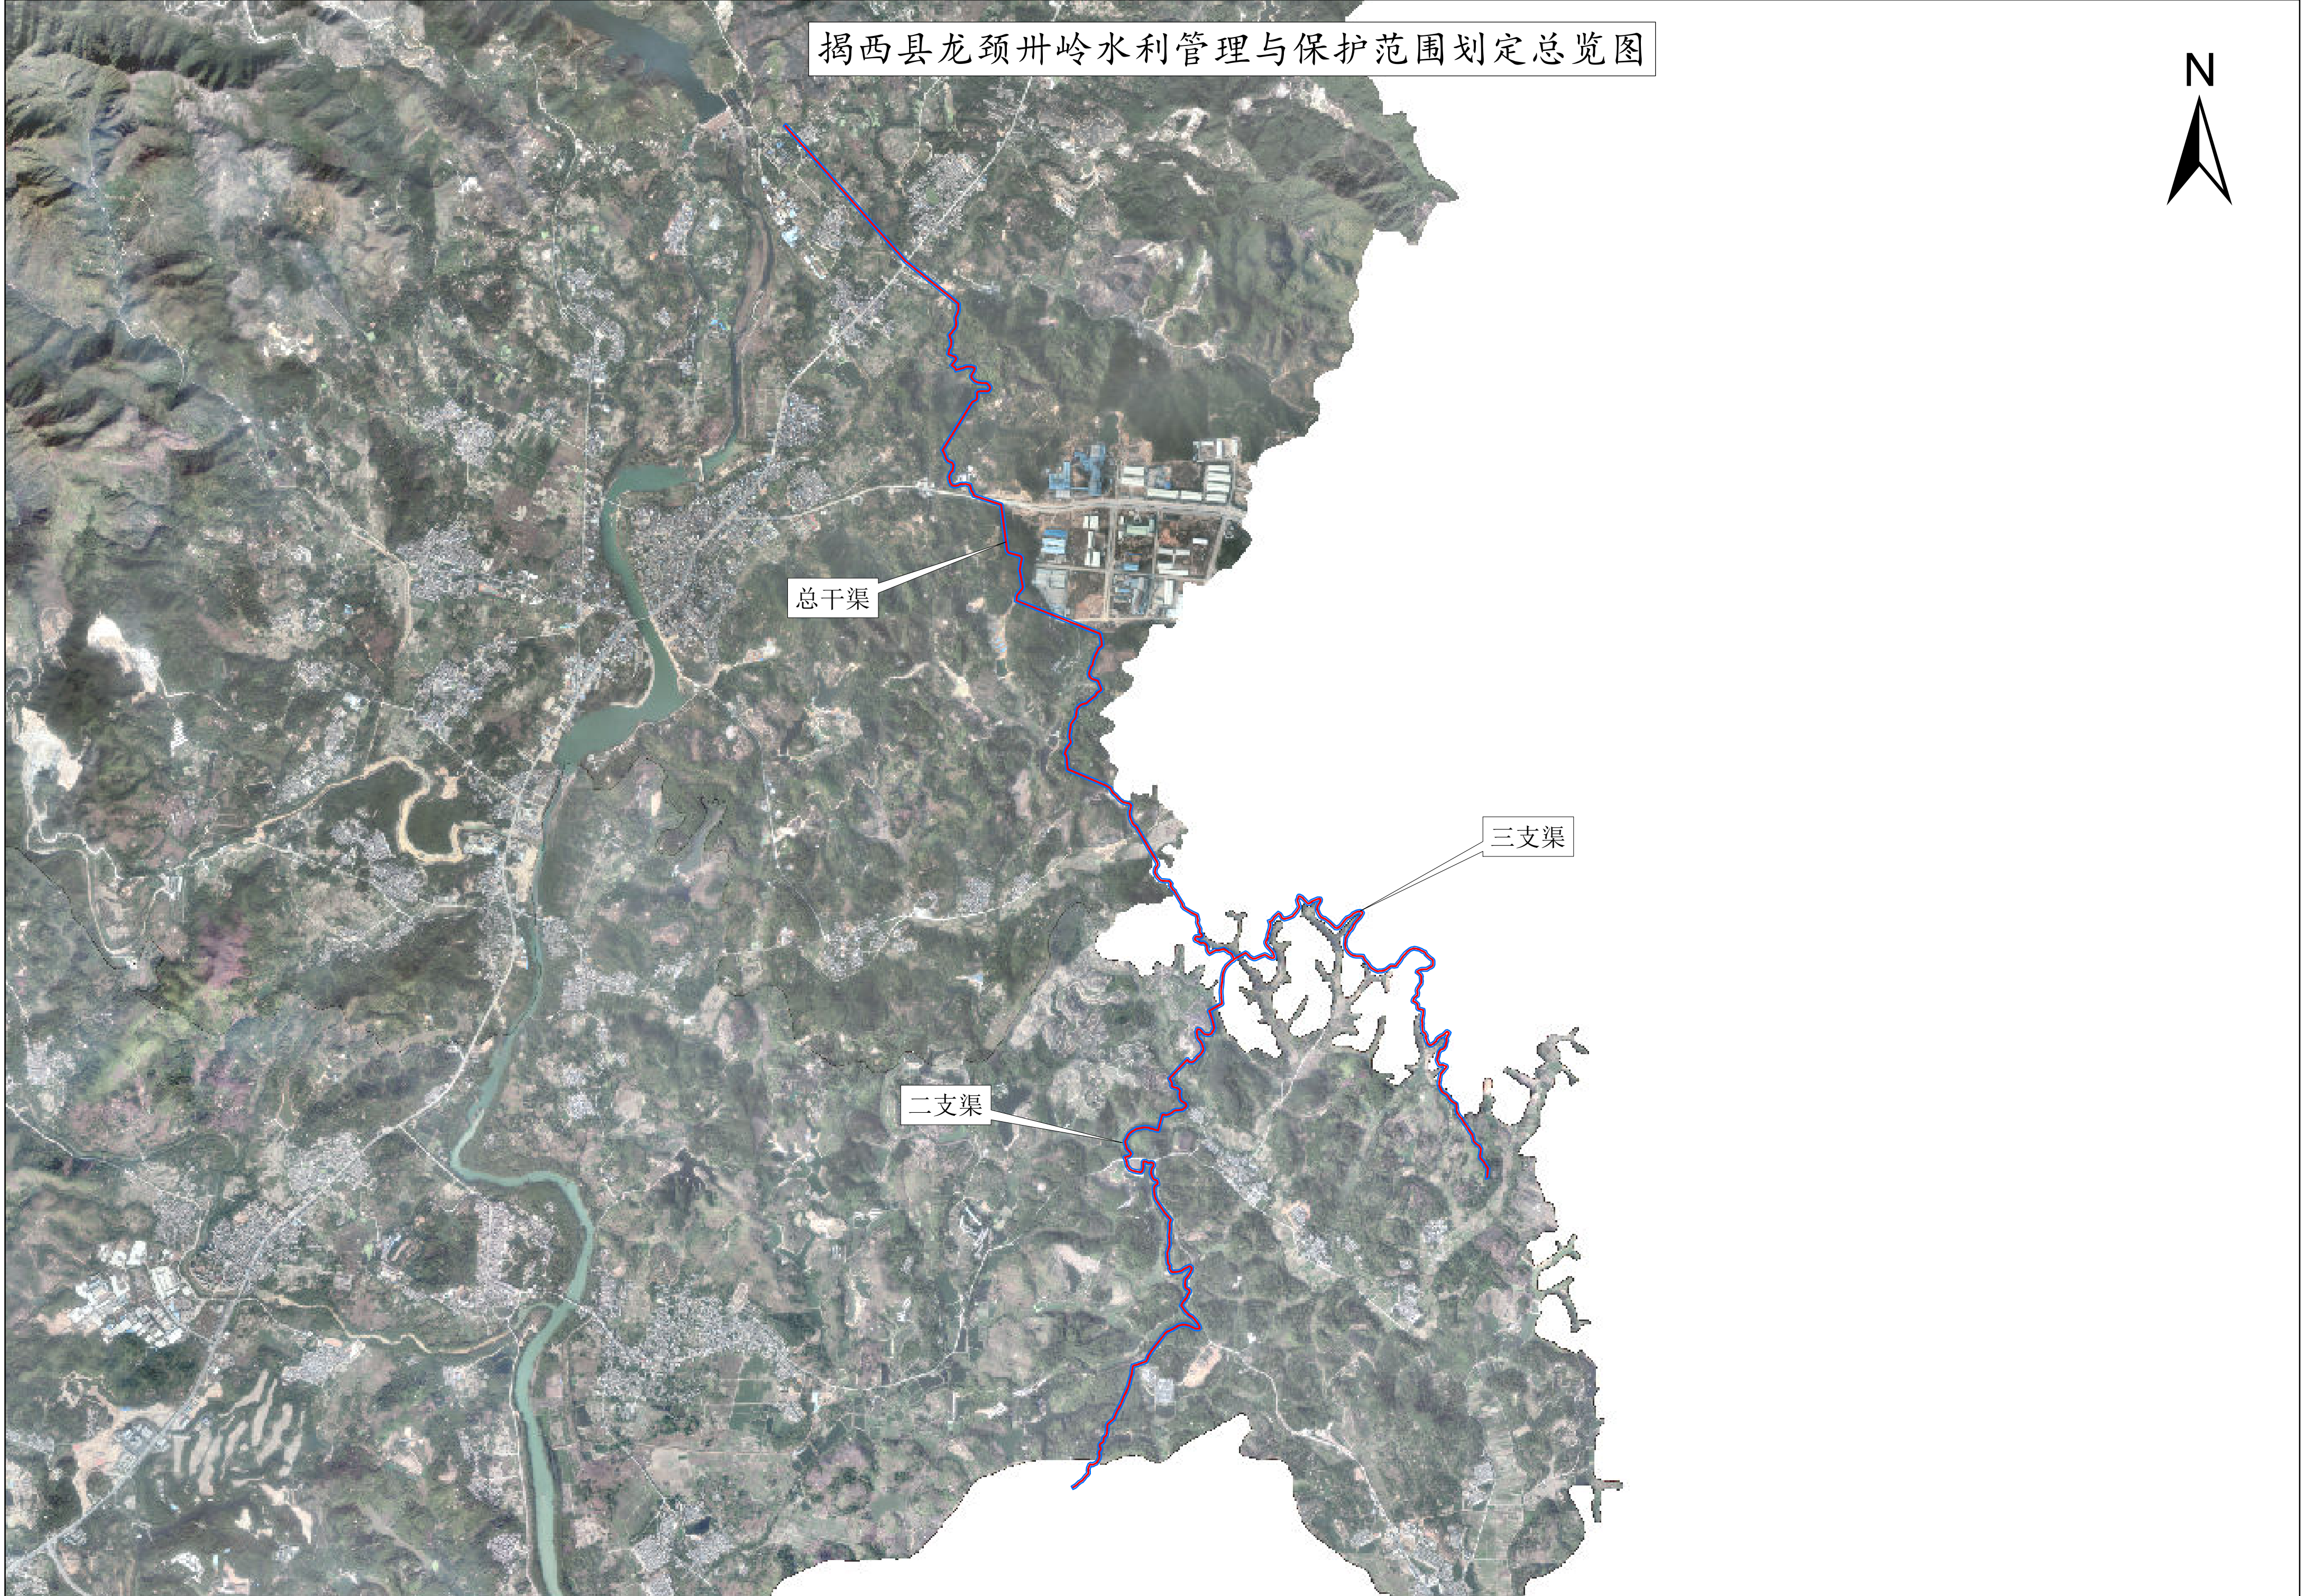 揭西县龙颈卅岭水利管理与保护范围划定总览图
N
总干渠
三支渠
二支渠